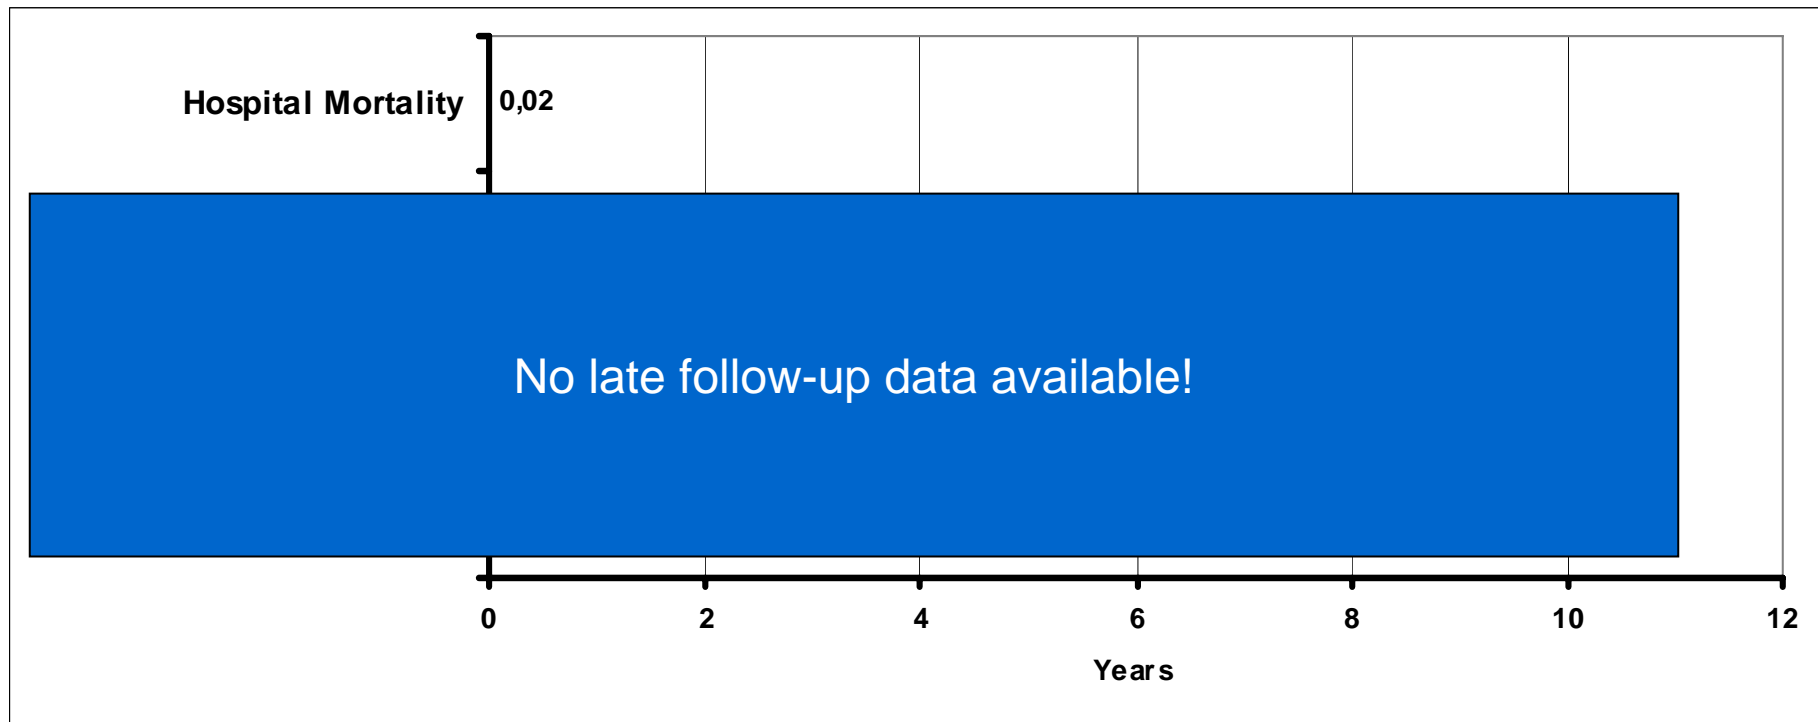 Hospital Mortality 0,02
No late follow-up data available!
0 2 4 6 8 10 12
Years